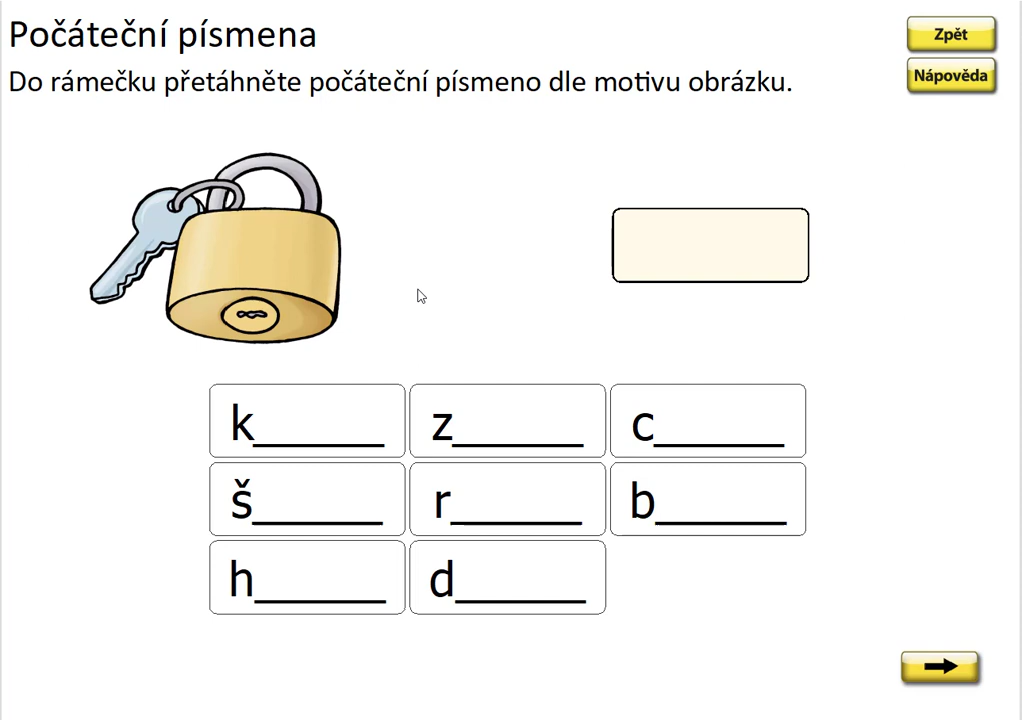 Počáteční písmena
Zpět
Do rámečku přetáhněte počáteční písmeno dle motivu obrázku.
Nápověda
k______ z______ c______
š______ r______ b______
h______ d______